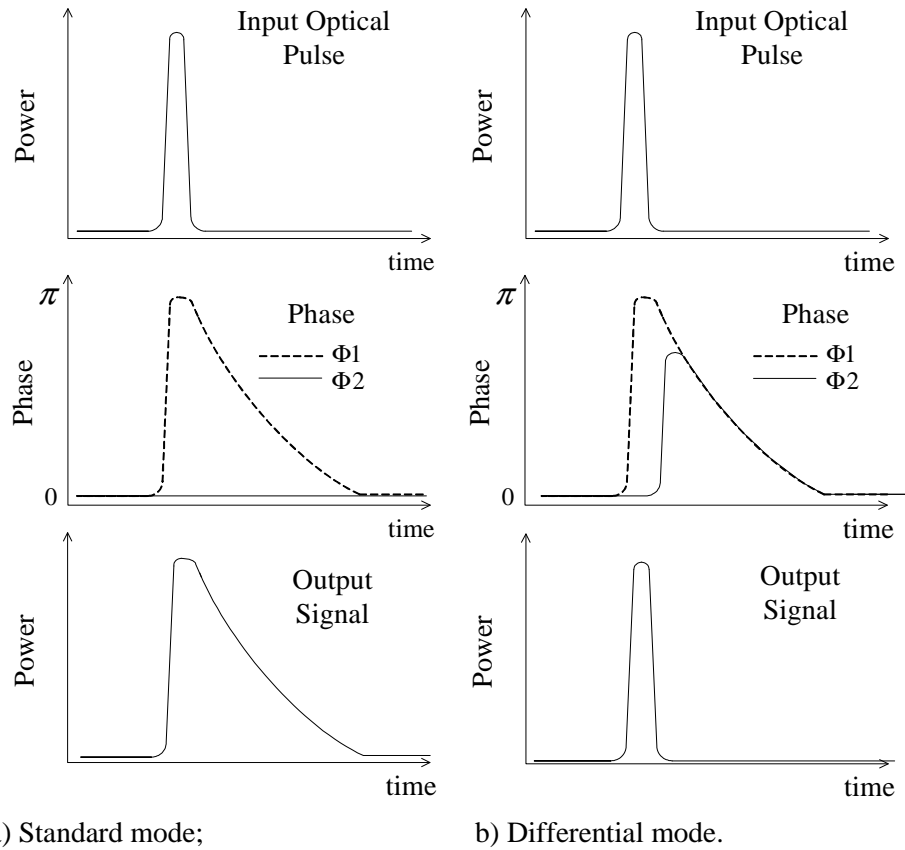 Input Optical
Pulse
Power
time
Input Optical
Pulse
Power
time
π
Phase
Φ1
Φ2
Phase
0
time
π
Phase
Φ1
Φ2
Phase
0
time
Output
Signal
Power
time
Output
Signal
Power
time
) Standard mode;
b) Differential mode.